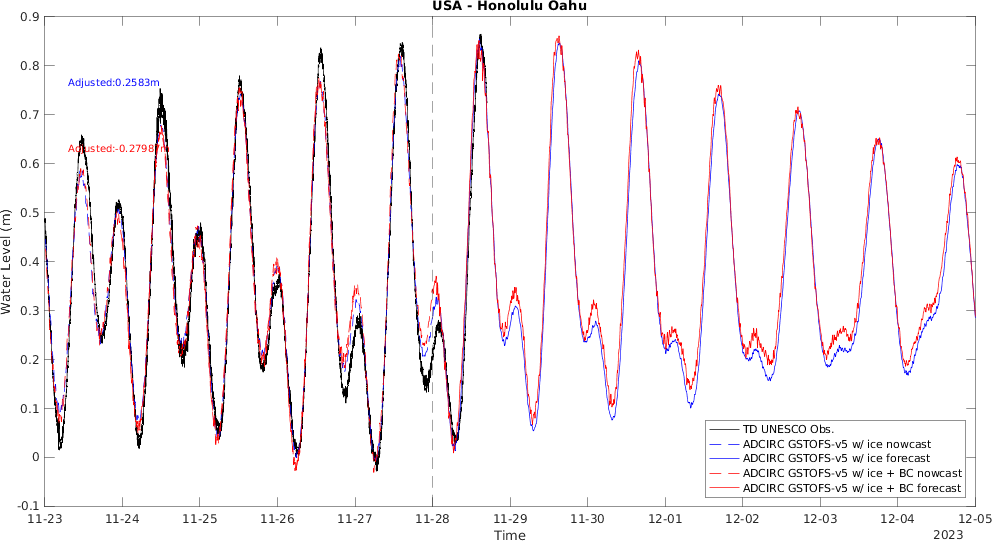 USA - Honolulu Oahu
0.9
0.8
0.7
0.6
0.5
0.4
0.3
0.2
0.1
0
-0.1
Water Level (m)
Adjusted:0.2583m
Adjusted:-0.27987m
TD UNESCO Obs.
ADCIRC GSTOFS-v5 w/ ice nowcast
ADCIRC GSTOFS-v5 w/ ice forecast
ADCIRC GSTOFS-v5 w/ ice + BC nowcast
ADCIRC GSTOFS-v5 w/ ice + BC forecast
11-23 11-24 11-25 11-26 11-27 11-28 11-29 11-30 12-01 12-02 12-03 12-04 12-05
Time
2023